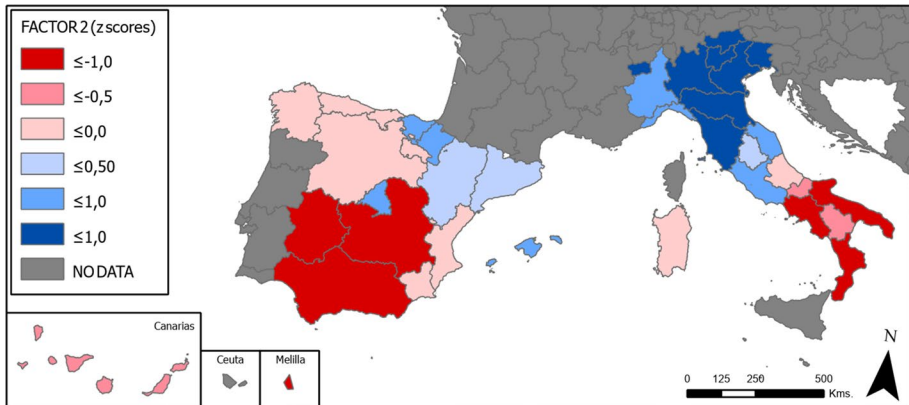 FACTOR 2 (z scores)
≤-1,0
≤-0,5
≤0,0
≤0,50
≤1,0
≤1,0
NO DATA
Canarias
Ceuta
Melilla
N
0 125 250 500
Kms.